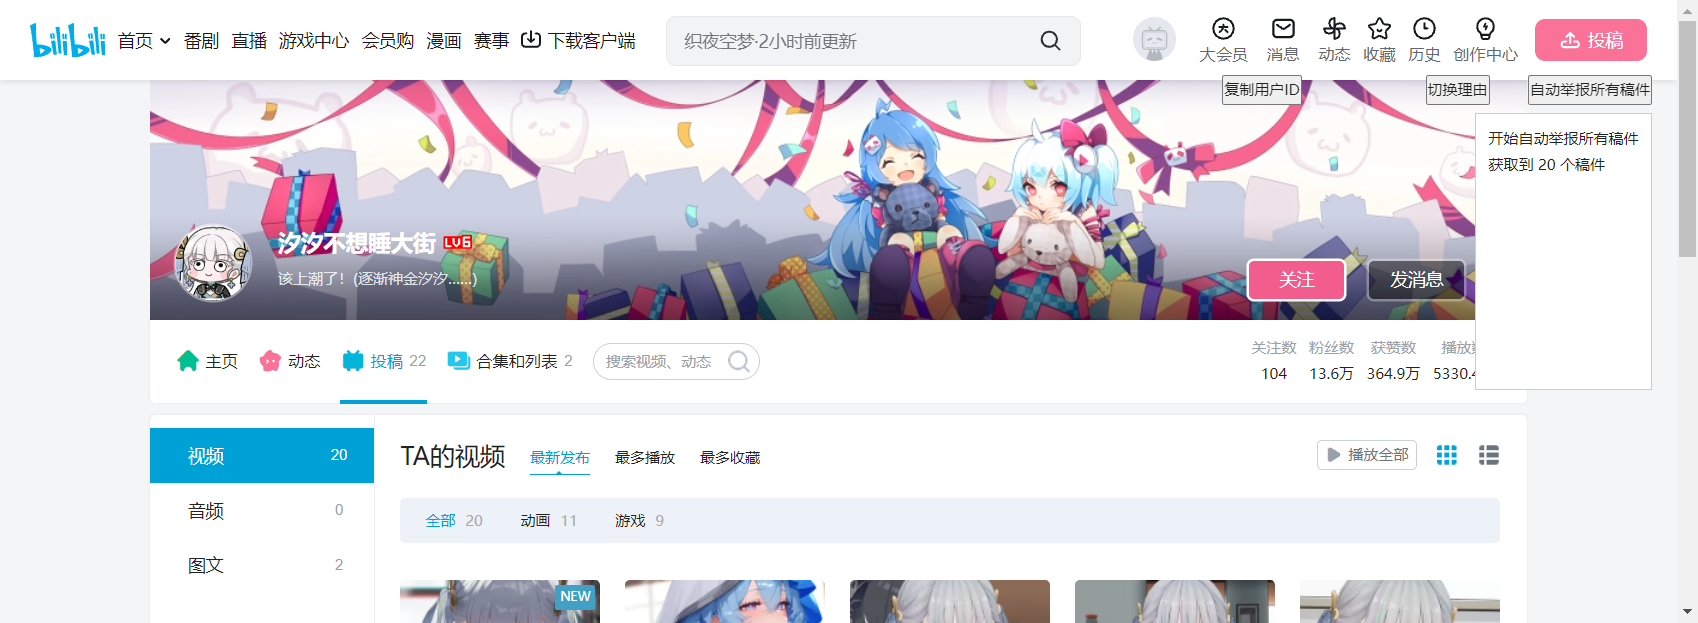 bilibili 首页 番剧 直播 游戏中心 会员购 漫画 赛事 下载客户端 织夜空梦·2小时前更新 大会员 消息 动态 收藏 历史 创作中心 投稿
复制用户ID 切换理由 自动举报所有稿件
开始自动举报所有稿件
获取到 20 个稿件
汐汐不想睡大街 LV6
该上潮了！(逐渐神金汐汐......)
关注 发消息
主页 动态 投稿 22 合集和列表 2 搜索视频、动态
关注数 粉丝数 获赞数 播放
104 13.6万 364.9万 5330.4
视频 20
音频 0
图文 2
TA的视频 最新发布 最多播放 最多收藏 播放全部
全部 20 动画 11 游戏 9
NEW